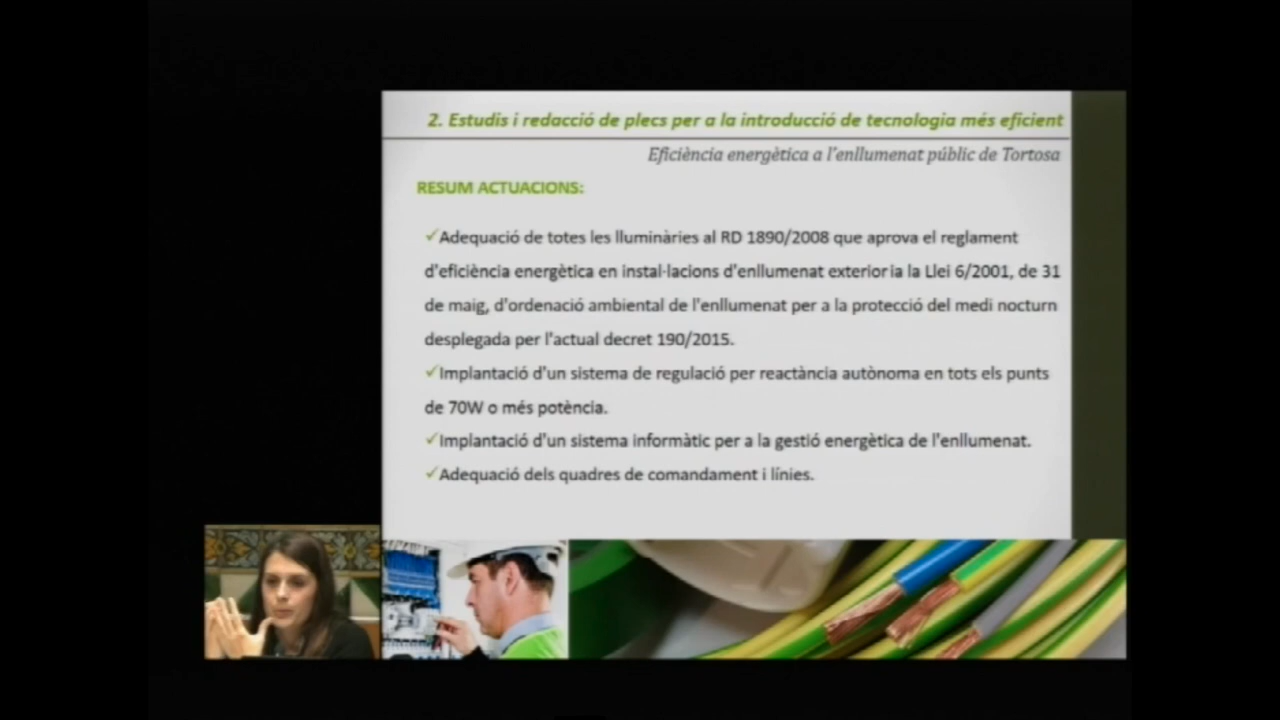 2. Estudis i redacció de plecs per a la introducció de tecnologia més eficient
Eficiència energètica a l'enllumenat públic de Tortosa
RESUM ACTUACIONS:
✓Adequació de totes les lluminàries al RD 1890/2008 que aprova el reglament
d'eficiència energètica en instal·lacions d'enllumenat exterior ia la Llei 6/2001, de 31
de maig, d'ordenació ambiental de l'enllumenat per a la protecció del medi nocturn
desplegada per l'actual decret 190/2015.
✓Implantació d'un sistema de regulació per reactància autònoma en tots els punts
de 70W o més potència.
✓Implantació d'un sistema informàtic per a la gestió energètica de l'enllumenat.
✓Adequació dels quadres de comandament i línies.